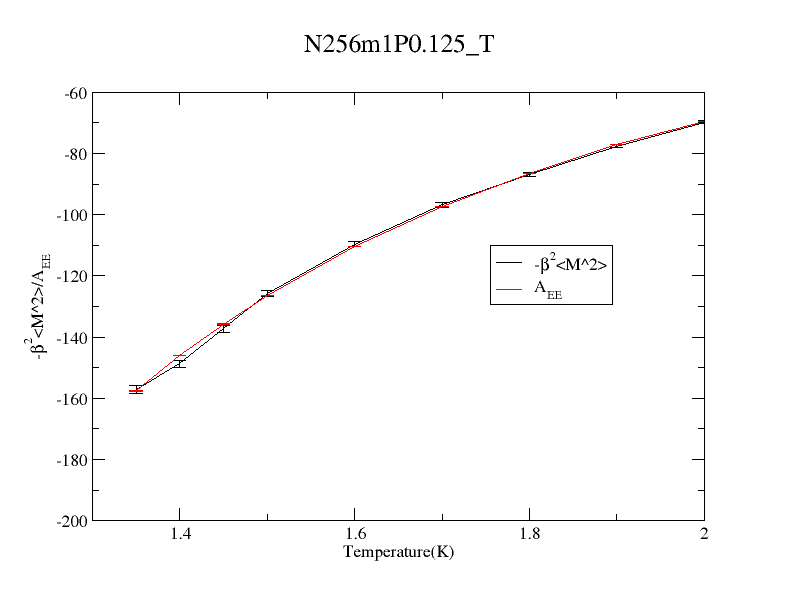 N256m1P0.125_T
-60
-80
-100
-120
-140
-160
-180
-200
-β²<M^2>/A_EE
-β²<M^2>
A_EE
1.4 1.6 1.8 2
Temperature(K)